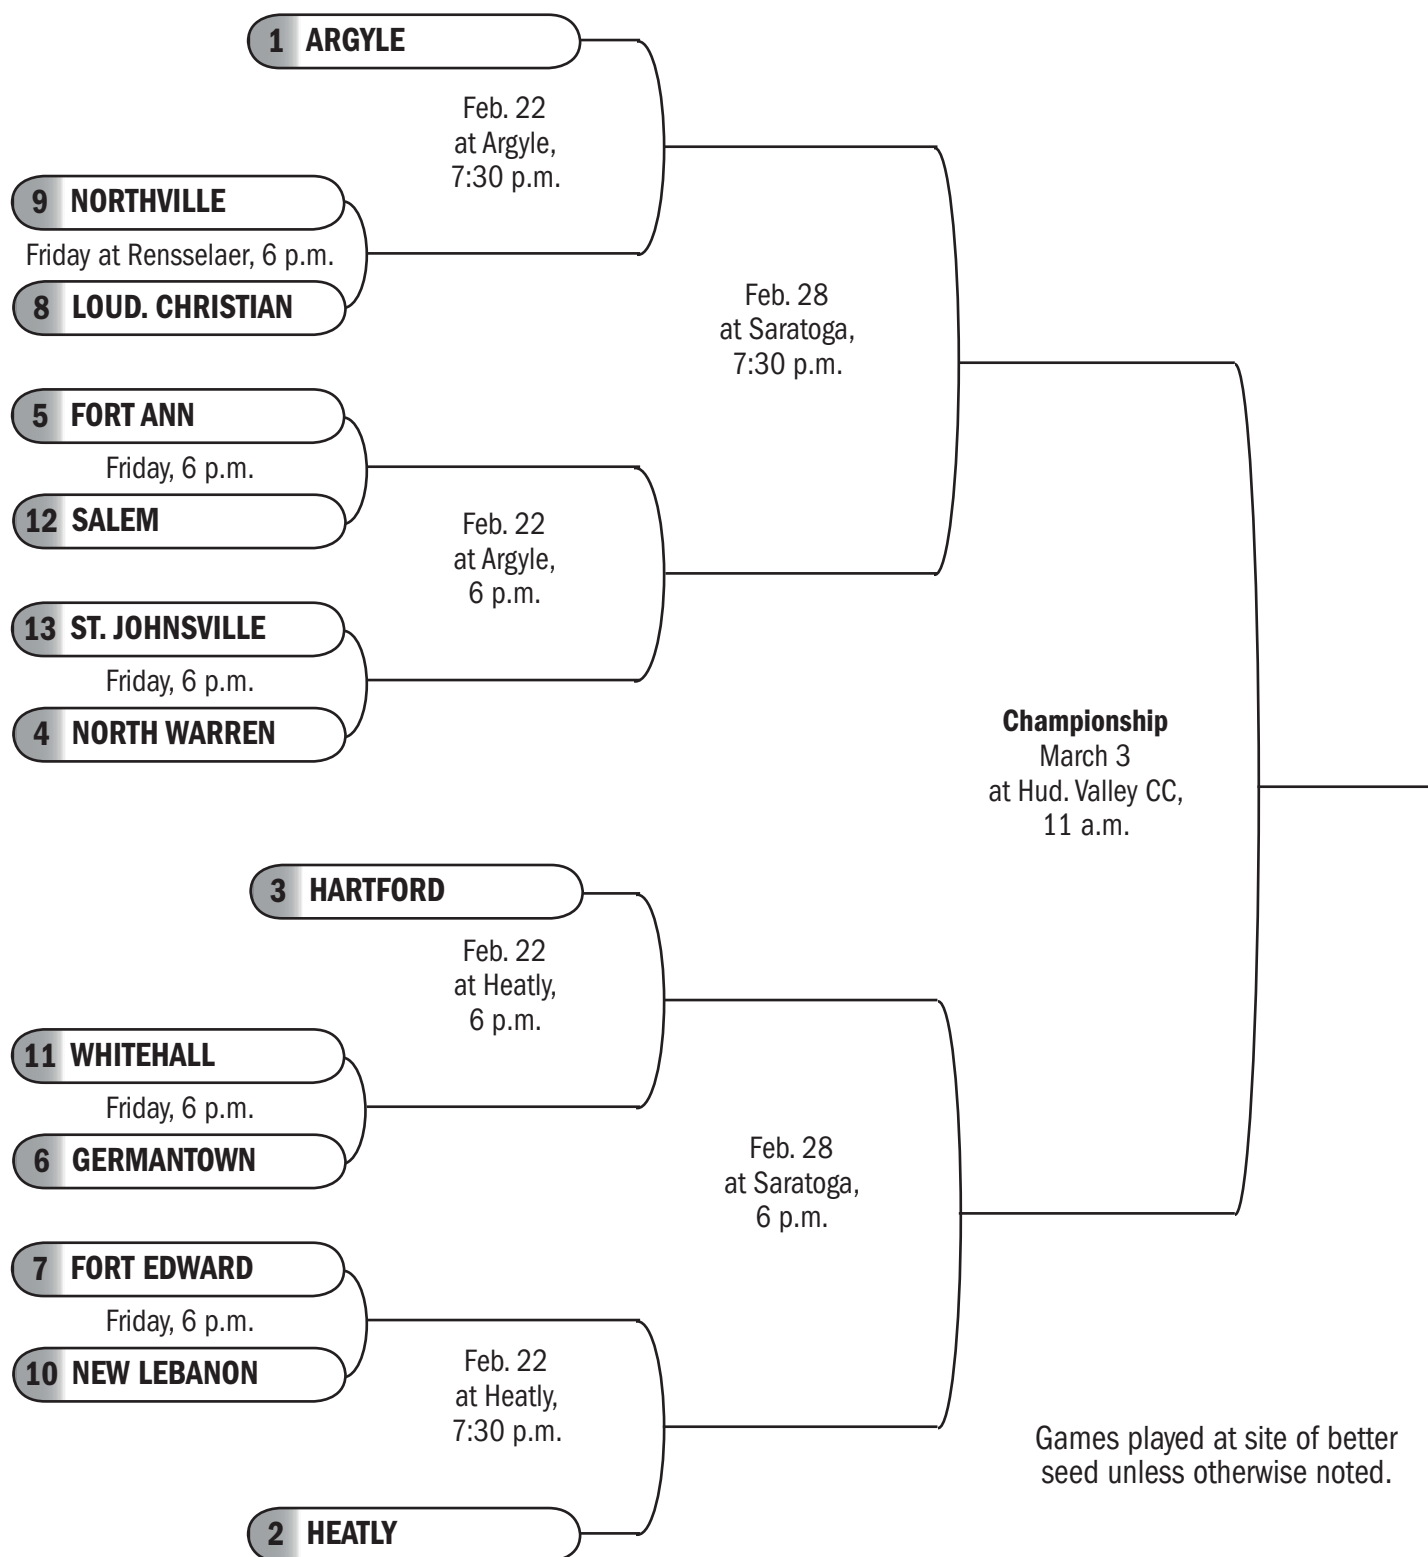 1 ARGYLE
Feb. 22
at Argyle,
7:30 p.m.
9 NORTHVILLE
Friday at Rensselaer, 6 p.m.
8 LOUD. CHRISTIAN
Feb. 28
at Saratoga,
7:30 p.m.
5 FORT ANN
Friday, 6 p.m.
12 SALEM
Feb. 22
at Argyle,
6 p.m.
13 ST. JOHNSVILLE
Friday, 6 p.m.
4 NORTH WARREN
Championship
March 3
at Hud. Valley CC,
11 a.m.
3 HARTFORD
Feb. 22
at Heatly,
6 p.m.
11 WHITEHALL
Friday, 6 p.m.
6 GERMANTOWN
Feb. 28
at Saratoga,
6 p.m.
7 FORT EDWARD
Friday, 6 p.m.
10 NEW LEBANON
Feb. 22
at Heatly,
7:30 p.m.
2 HEATLY
Games played at site of better
seed unless otherwise noted.